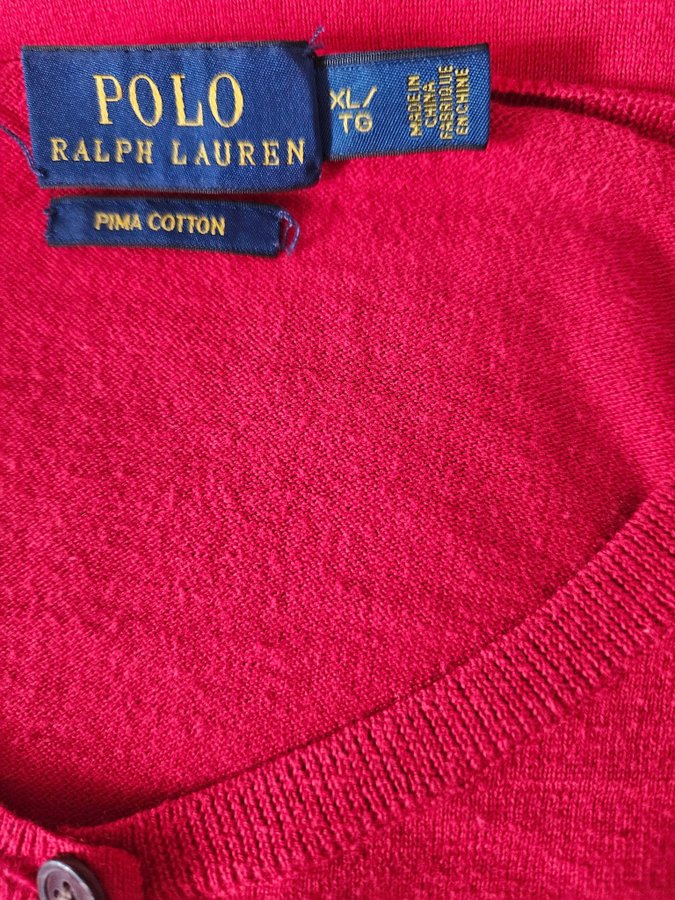 POLO
RALPH LAUREN
XL/
TG
MADE IN
CHINA
FABRIQUE
EN CHINE
PIMA COTTON